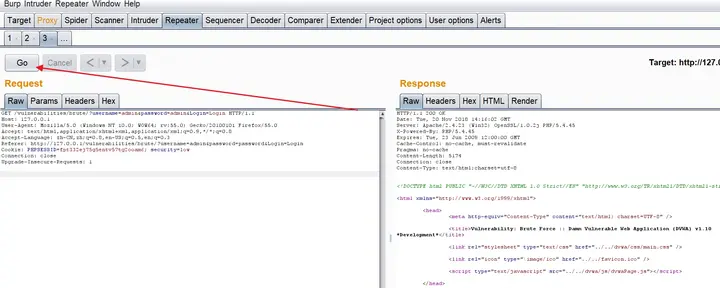 Burp Intruder Repeater Window Help
Target Proxy Spider Scanner Intruder Repeater Sequencer Decoder Comparer Extender Project options User options Alerts
1 2 3 ...
Go Cancel < >
Target: http://127.0
Request
Raw Params Headers Hex
GET /vulnerabilities/brute/?username=admin&password=admin&Login=Login HTTP/1.1
Host: 127.0.0.1
User-Agent: Mozilla/5.0 (Windows NT 10.0; WOW64; rv:55.0) Gecko/20100101 Firefox/55.0
Accept: text/html,application/xhtml+xml,application/xml;q=0.9,*/*;q=0.8
Accept-Language: zh-CN,zh;q=0.8,en-US;q=0.5,en;q=0.3
Referer: http://127.0.0.1/vulnerabilities/brute/?username=admin&password=password&Login=Login
Cookie: security=low
Connection: close
Upgrade-Insecure-Requests: 1
Response
Raw Headers Hex HTML Render
HTTP/1.1 200 OK
Date: Tue, 20 Nov 2018 GMT
Server: Apache/2.4.23 (Win32) OpenSSL/1.0.2j PHP/5.4.45
X-Powered-By: PHP/5.4.45
Expires: Tue, 23 Jun 2009 12:00:00 GMT
Cache-Control: no-cache, must-revalidate
Pragma: no-cache
Content-Length: 5174
Connection: close
Content-Type: text/html;charset=utf-8
<!DOCTYPE html PUBLIC "-//W3C//DTD XHTML 1.0 Strict//EN" "http://www.w3.org/TR/xhtml1/DTD/xhtml1-stri
<html xmlns="http://www.w3.org/1999/xhtml">
<head>
<meta http-equiv="Content-Type" content="text/html; charset=UTF-8" />
<title>Vulnerability: Brute Force :: Damn Vulnerable Web Application (DVWA) v1.10
*Development*</title>
<link rel="stylesheet" type="text/css" href="../../dvwa/css/main.css" />
<link rel="icon" type="\image/ico" href="../../favicon.ico" />
<script type="text/javascript" src="../../dvwa/js/dvwaPage.js"></script>
</head>